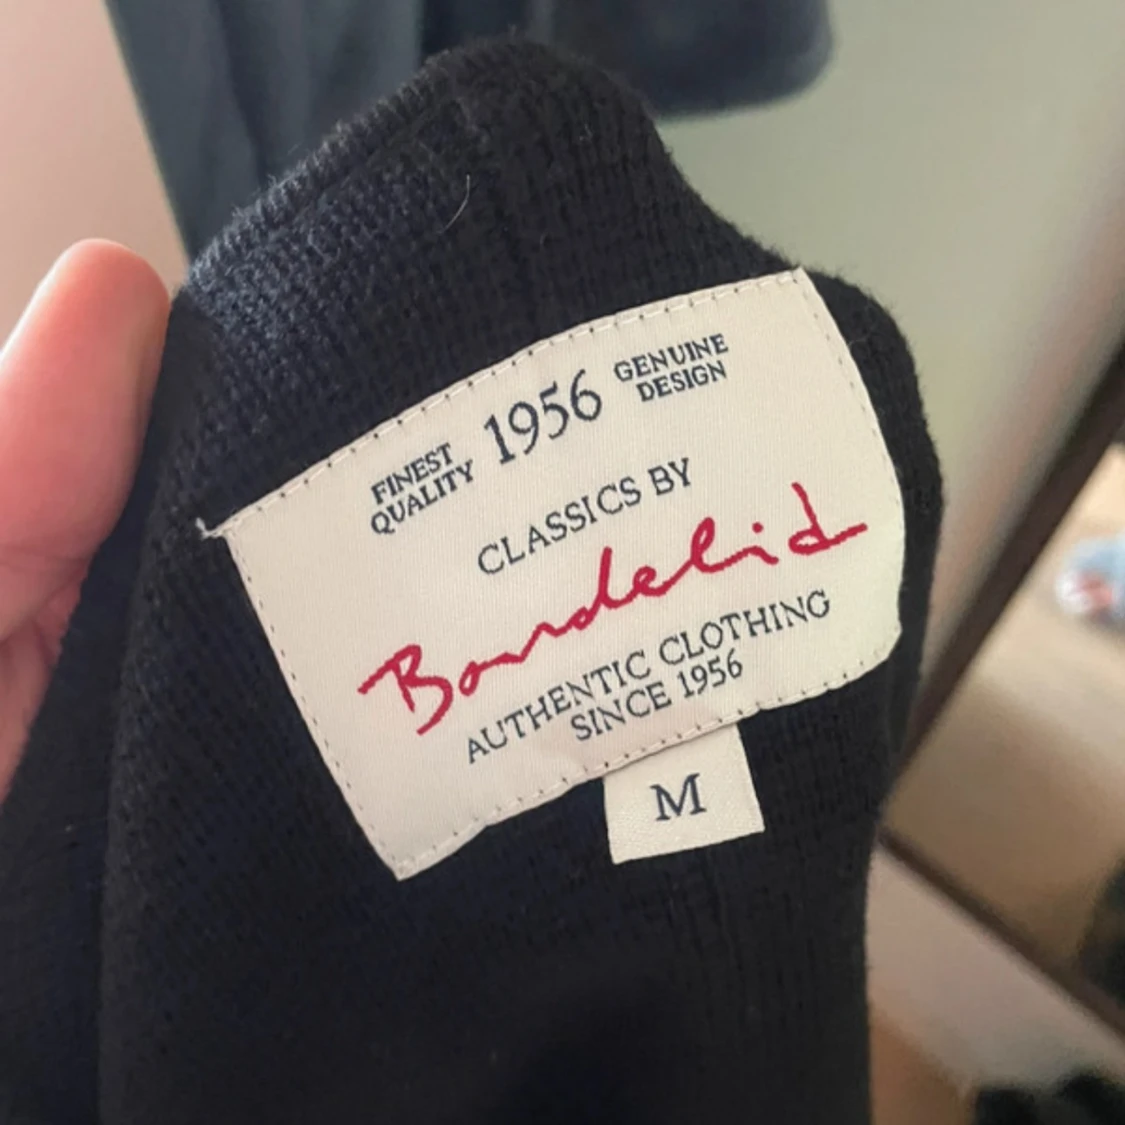 FINEST
QUALITY
1956
GENUINE
DESIGN
CLASSICS BY
Bondelid
AUTHENTIC CLOTHING
SINCE 1956
M